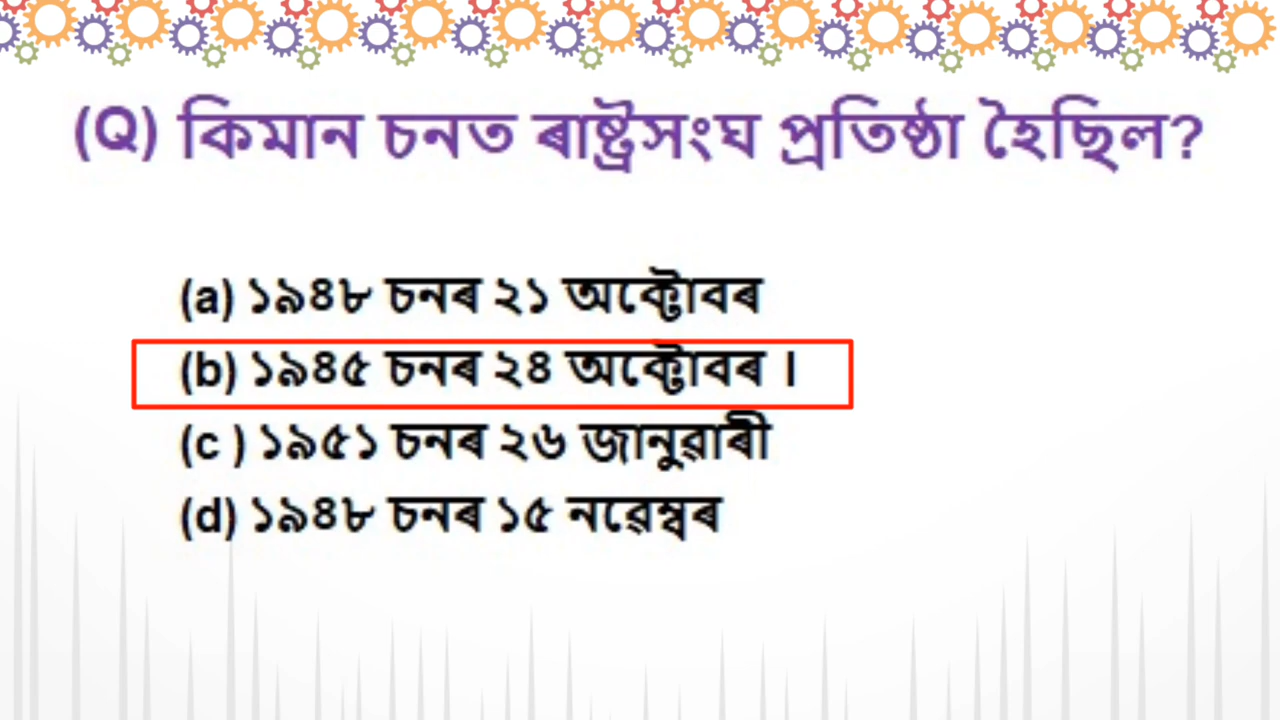 (Q) কিমান চনত ৰাষ্ট্ৰসংঘ প্ৰতিষ্ঠা হৈছিল?
(a) ১৯৪৮ চনৰ ২১ অক্টোবৰ
(b) ১৯৪৫ চনৰ ২৪ অক্টোবৰ ।
(c ) ১৯৫১ চনৰ ২৬ জানুৱাৰী
(d) ১৯৪৮ চনৰ ১৫ নৱেম্বৰ